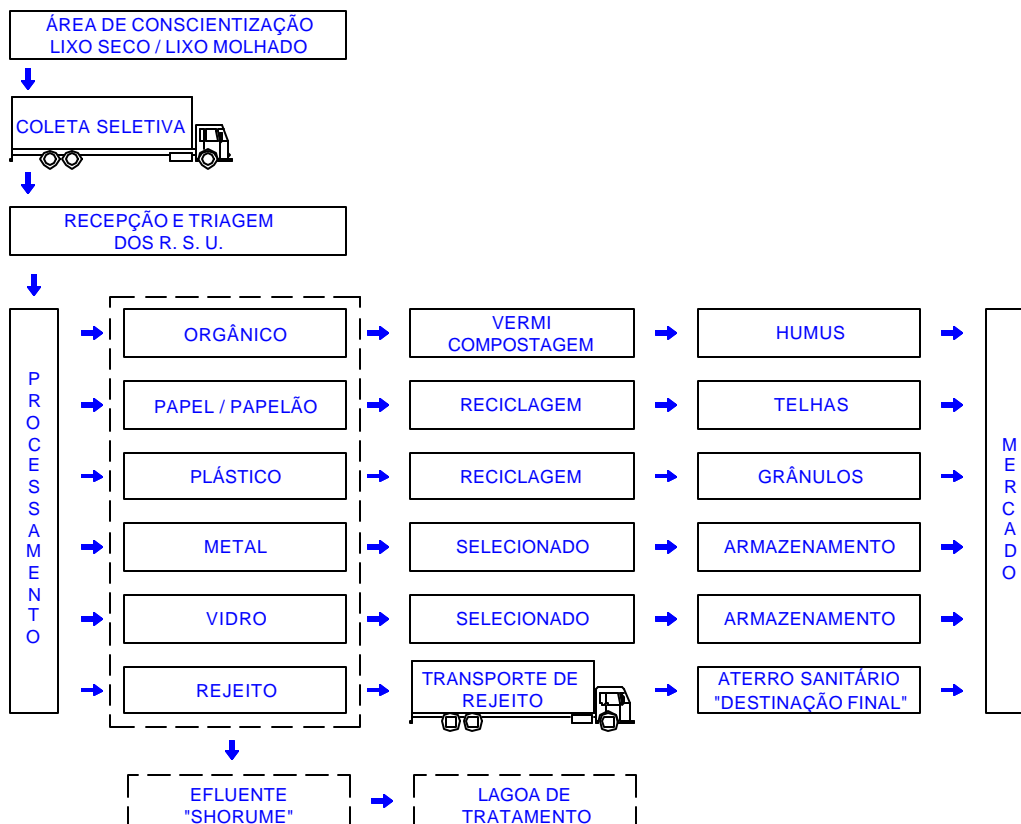 ÁREA DE CONSCIENTIZAÇÃO
LIXO SECO / LIXO MOLHADO
COLETA SELETIVA
RECEPÇÃO E TRIAGEM
DOS R. S. U.
PROCESSAMENTO
ORGÂNICO
VERMI
COMPOSTAGEM
HUMUS
PAPEL / PAPELÃO
RECICLAGEM
TELHAS
PLÁSTICO
RECICLAGEM
GRÂNULOS
METAL
SELECIONADO
ARMAZENAMENTO
VIDRO
SELECIONADO
ARMAZENAMENTO
REJEITO
TRANSPORTE DE
REJEITO
ATERRO SANITÁRIO
"DESTINAÇÃO FINAL"
MERCADO
EFLUENTE
"SHORUME"
LAGOA DE
TRATAMENTO